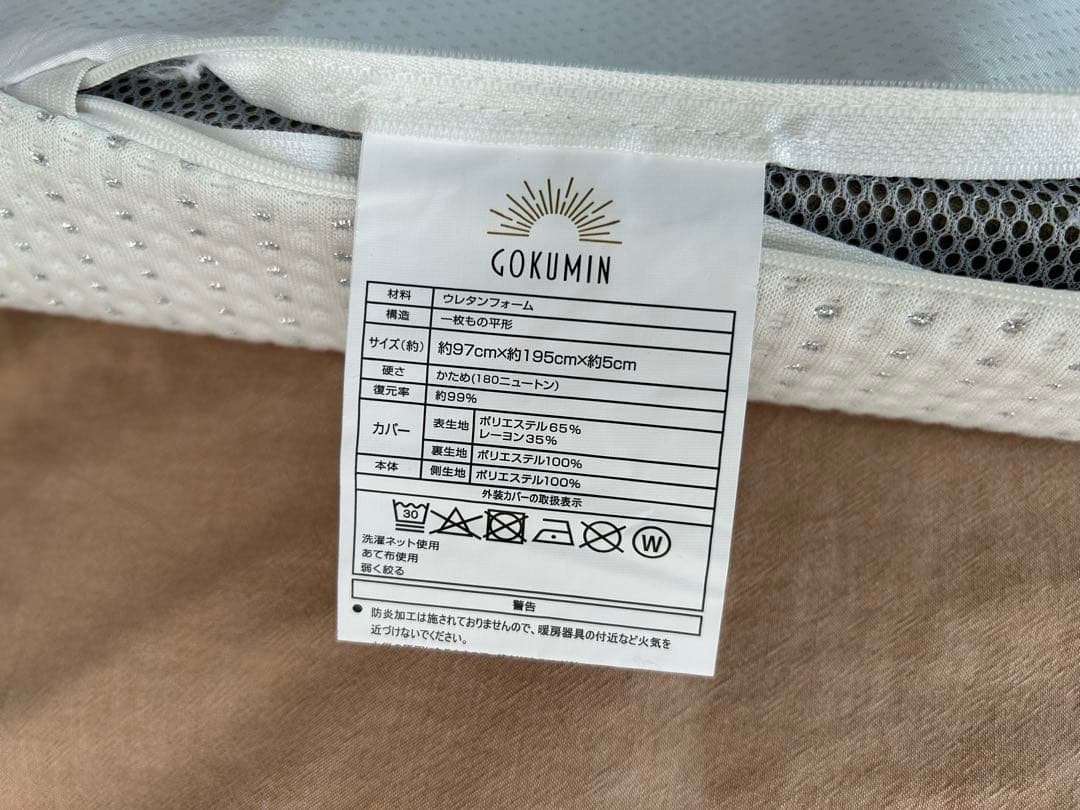 GOKUMIN
材料 ウレタンフォーム
構造 一枚もの平形
サイズ(約) 約97cm×約195cm×約5cm
硬さ かため(180ニュートン)
復元率 約99%
カバー 表生地 ポリエステル65%
レーヨン35%
裏生地 ポリエステル100%
本体 側生地 ポリエステル100%
外装カバーの取扱表示
30 W
洗濯ネット使用
あて布使用
弱く絞る
警告
● 防炎加工は施されておりませんので、暖房器具の付近など火気を
近づけないでください。